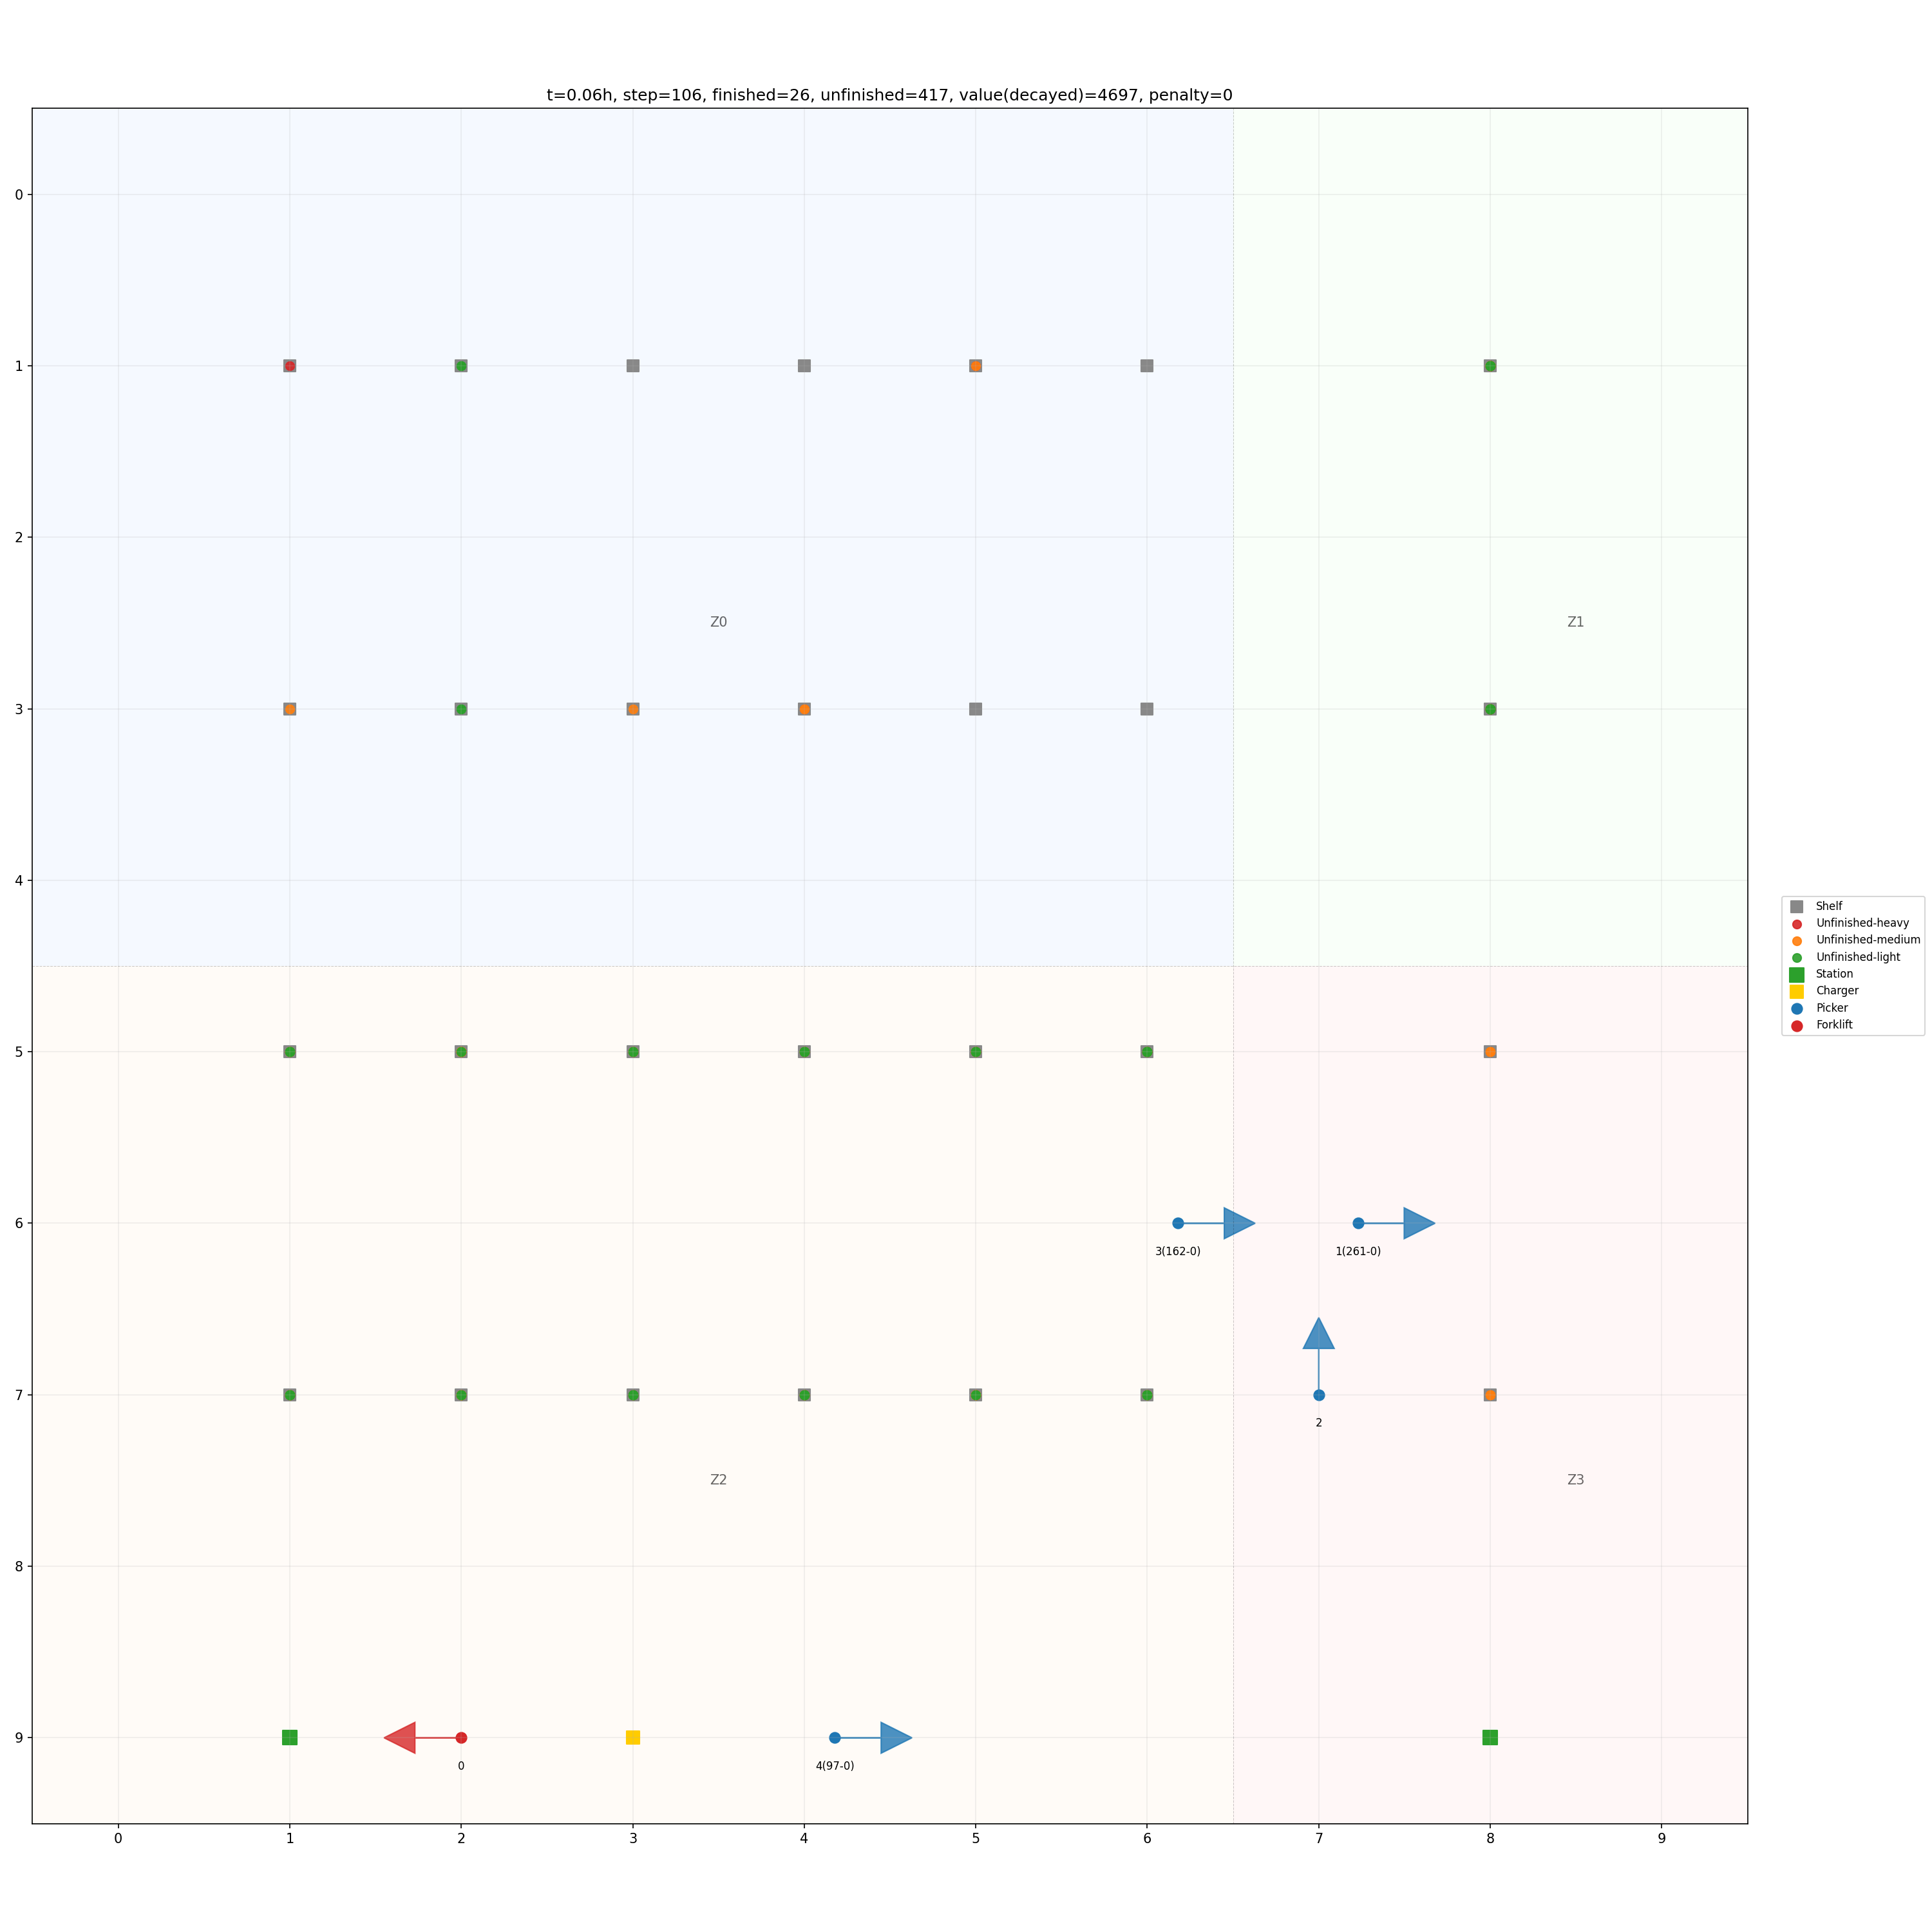 t=0.06h, step=106, finished=26, unfinished=417, value(decayed)=4697, penalty=0
0
1
2
Z0
Z1
3
4
Shelf
Unfinished-heavy
Unfinished-medium
Unfinished-light
Station
Charger
Picker
Forklift
5
6
3(162-0)
1(261-0)
7
2
Z2
Z3
8
9
0
4(97-0)
0
1
2
3
4
5
6
7
8
9